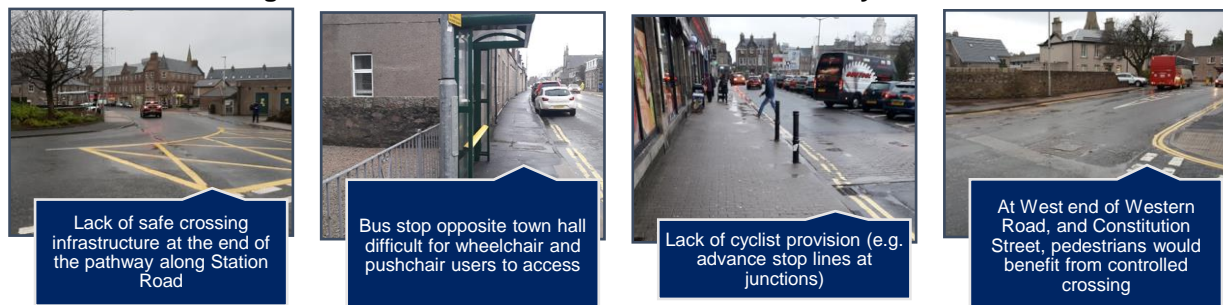 Lack of safe crossing
infrastructure at the end of
the pathway along Station
Road
Bus stop opposite town hall
difficult for wheelchair and
pushchair users to access
Lack of cyclist provision (e.g.
advance stop lines at
junctions)
At West end of Western
Road, and Constitution
Street, pedestrians would
benefit from controlled
crossing